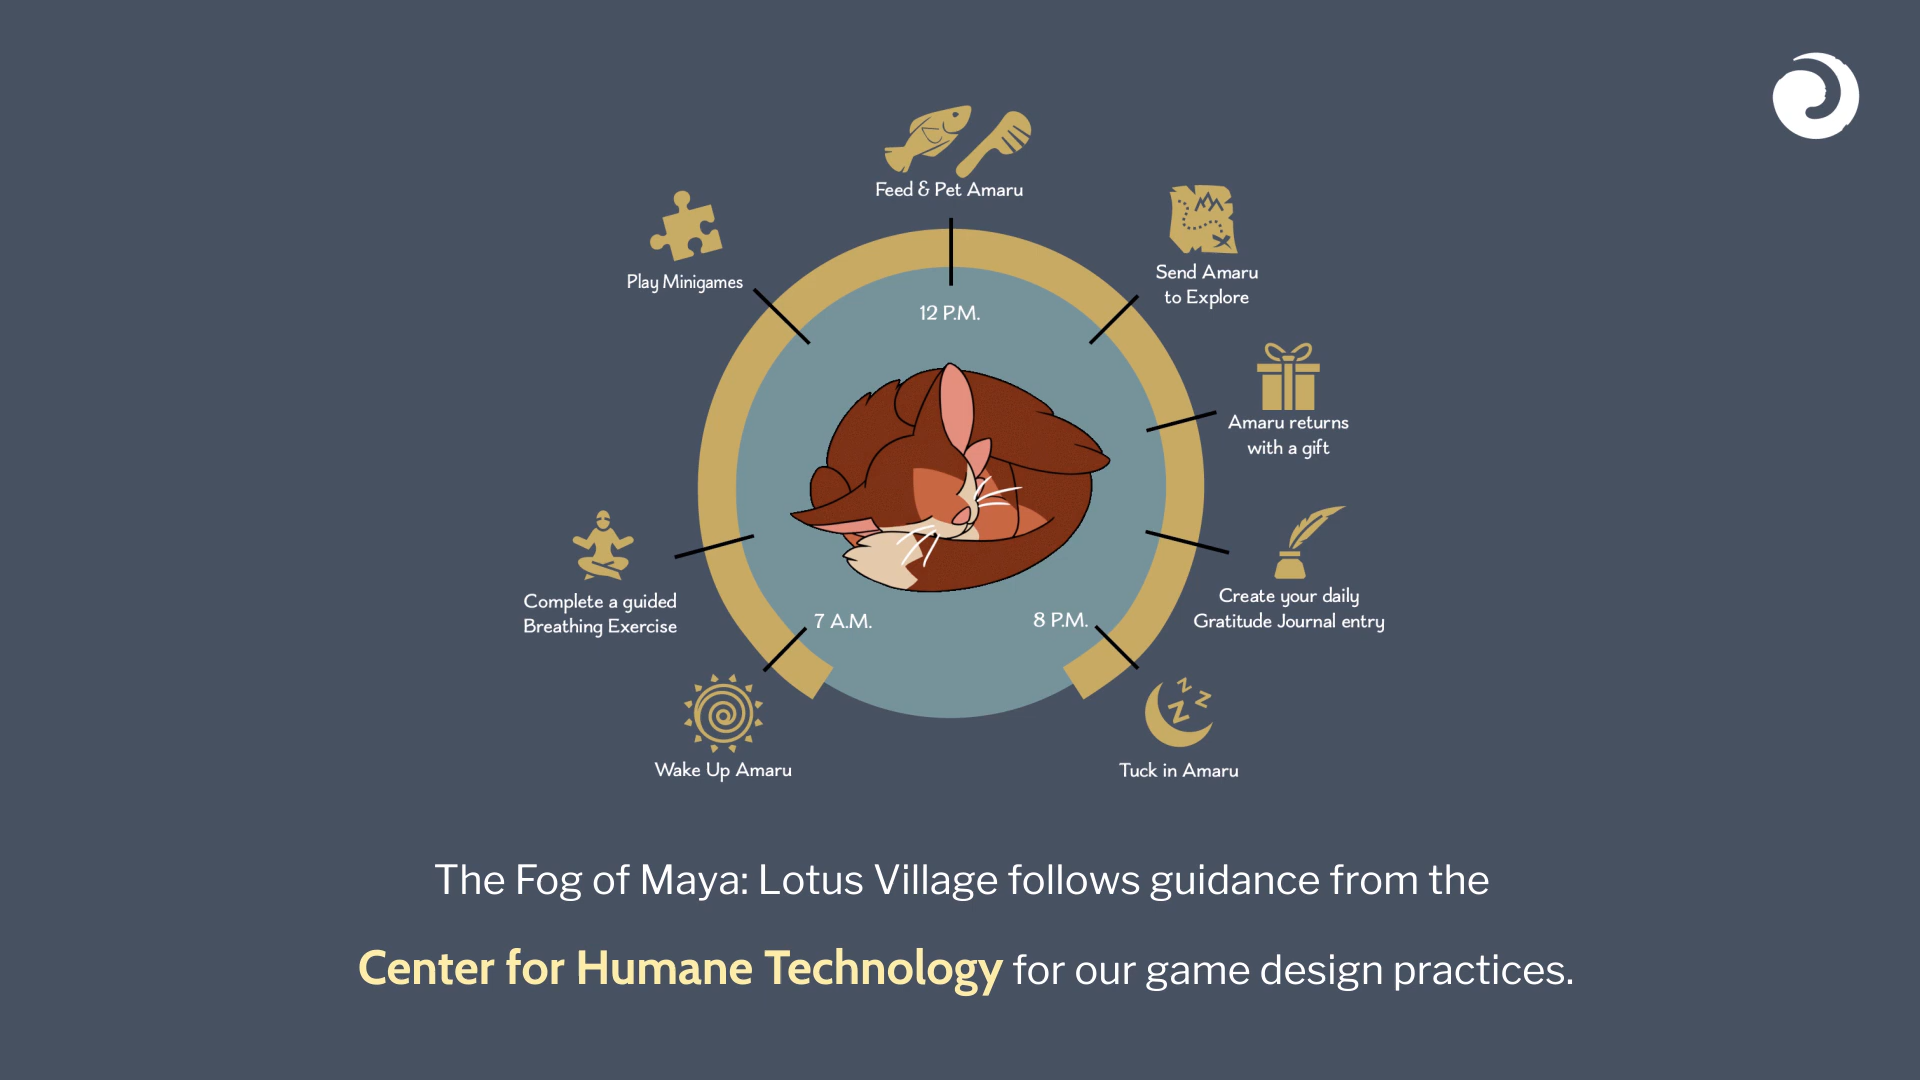 Feed & Pet Amaru
Play Minigames
Send Amaru
to Explore
12 P.M.
Amaru returns
with a gift
Complete a guided
Breathing Exercise
Create your daily
Gratitude Journal entry
7 A.M.
8 P.M.
Z
Z
Z
Wake Up Amaru
Tuck in Amaru
The Fog of Maya: Lotus Village follows guidance from the
Center for Humane Technology for our game design practices.